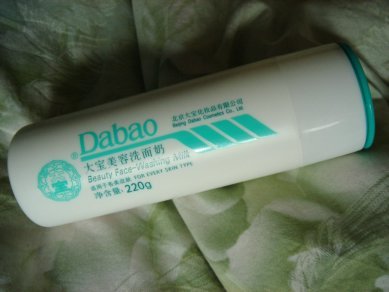 北京大宝化妆品有限公司
Beijing Dabao Cosmetics Co., Ltd
®Dabao
大宝美容洗面奶
Beauty Face-Washing Milk
适用于各类皮肤 FOR EVERY SKIN TYPE
净含量: 220g